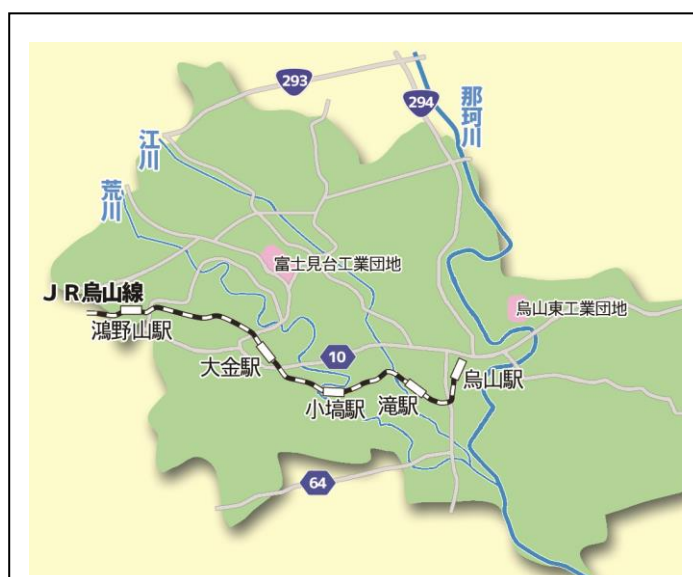 293
294
那珂川
江川
荒川
富士見台工業団地
JR烏山線
烏山東工業団地
鴻野山駅
大金駅
10
小塙駅
滝駅
烏山駅
64